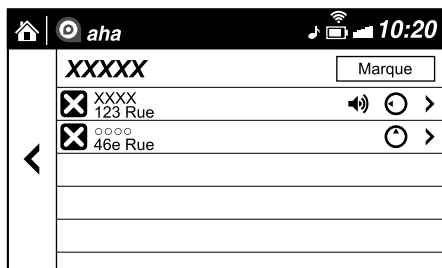 aha
10:20
XXXXX
Marque
XXXX
123 Rue
○○○○
46e Rue